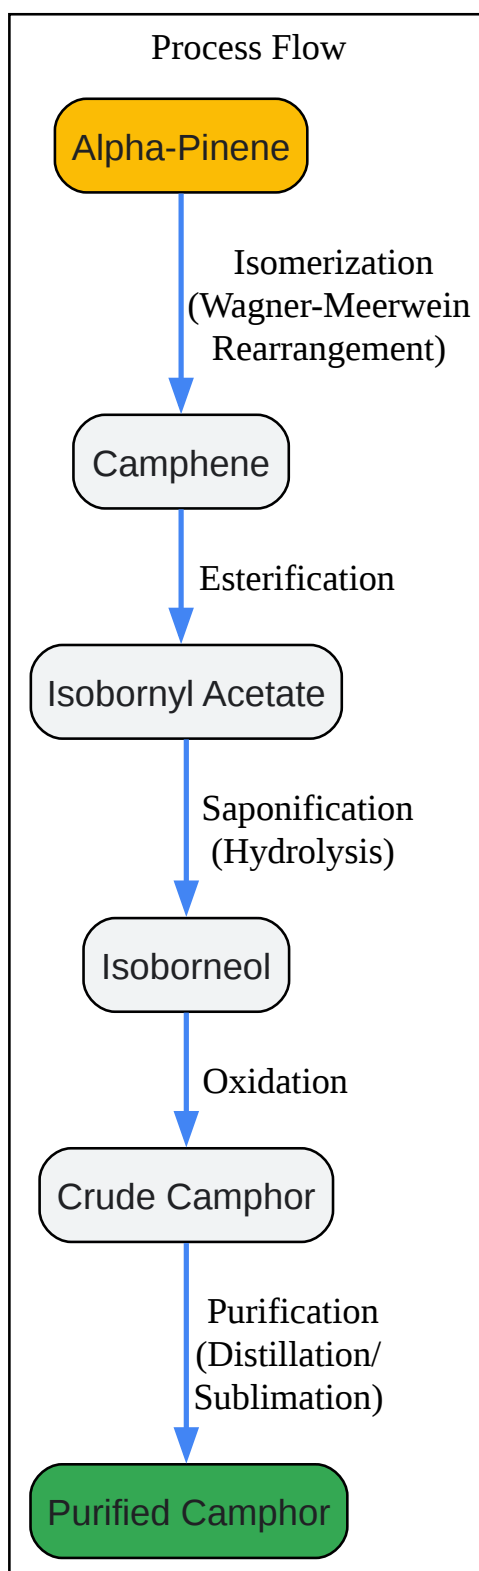 Process Flow
Alpha-Pinene
Isomerization
(Wagner-Meerwein
Rearrangement)
Camphene
Esterification
Isobornyl Acetate
Saponification
(Hydrolysis)
Isoborneol
Oxidation
Crude Camphor
Purification
(Distillation/
Sublimation)
Purified Camphor